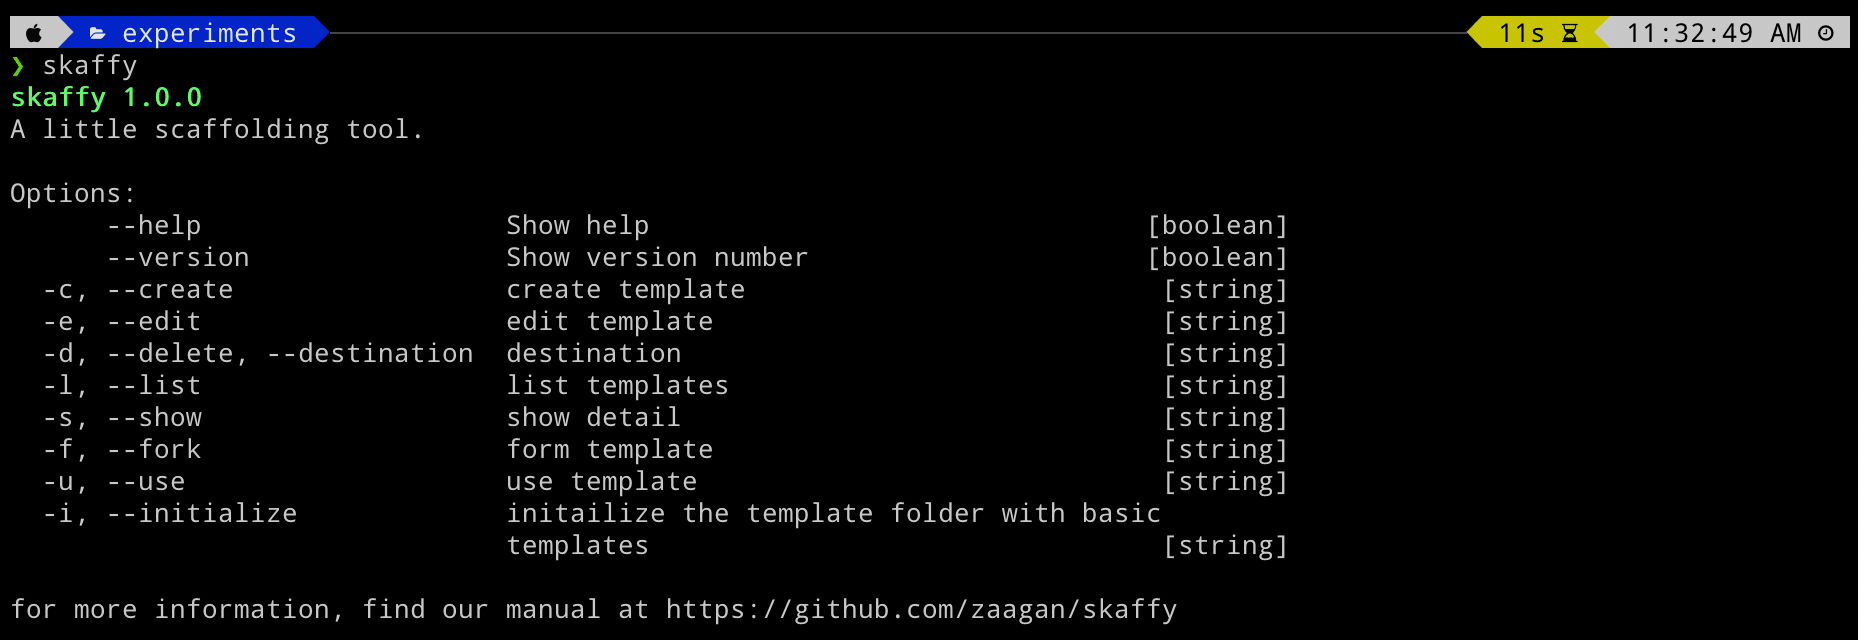 experiments 11s 11:32:49 AM
❯ skaffy
skaffy 1.0.0
A little scaffolding tool.
Options:
--help Show help [boolean]
--version Show version number [boolean]
-c, --create create template [string]
-e, --edit edit template [string]
-d, --delete, --destination destination [string]
-l, --list list templates [string]
-s, --show show detail [string]
-f, --fork form template [string]
-u, --use use template [string]
-i, --initialize initailize the template folder with basic
templates [string]
for more information, find our manual at https://github.com/zaagan/skaffy